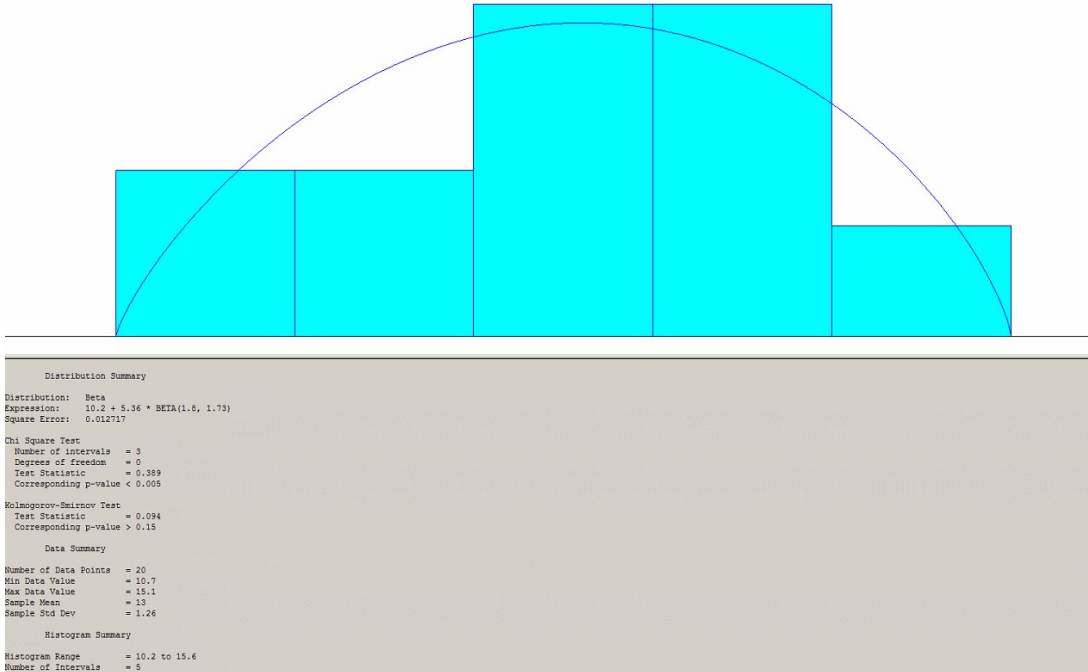 Distribution Summary
Distribution: Beta
Expression: 10.2 + 5.36 * BETA(1.8, 1.73)
Square Error: 0.012717
Chi Square Test
Number of intervals = 3
Degrees of freedom = 0
Test Statistic = 0.389
Corresponding p-value < 0.005
Kolmogorov-Smirnov Test
Test Statistic = 0.094
Corresponding p-value > 0.15
Data Summary
Number of Data Points = 20
Min Data Value = 10.7
Max Data Value = 15.1
Sample Mean = 13
Sample Std Dev = 1.26
Histogram Summary
Histogram Range = 10.2 to 15.6
Number of Intervals = 5